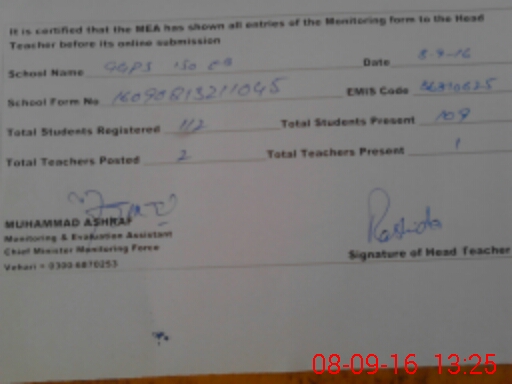 It is certified that the MEA has shown all entries of the Monitoring form to the Head
Teacher before its online submission
School Name GGPS 150 EB Date 8-9-16
School Form No 16090813211045 EMIS Code
Total Students Registered 112 Total Students Present 109
Total Teachers Posted 2 Total Teachers Present 1
MUHAMMAD ASHRAF
Monitoring & Evaluation Assistant
Chief Minister Monitoring Force
Vehari - 0300-6870253
Rashida
Signature of Head Teacher
08-09-16 13:25